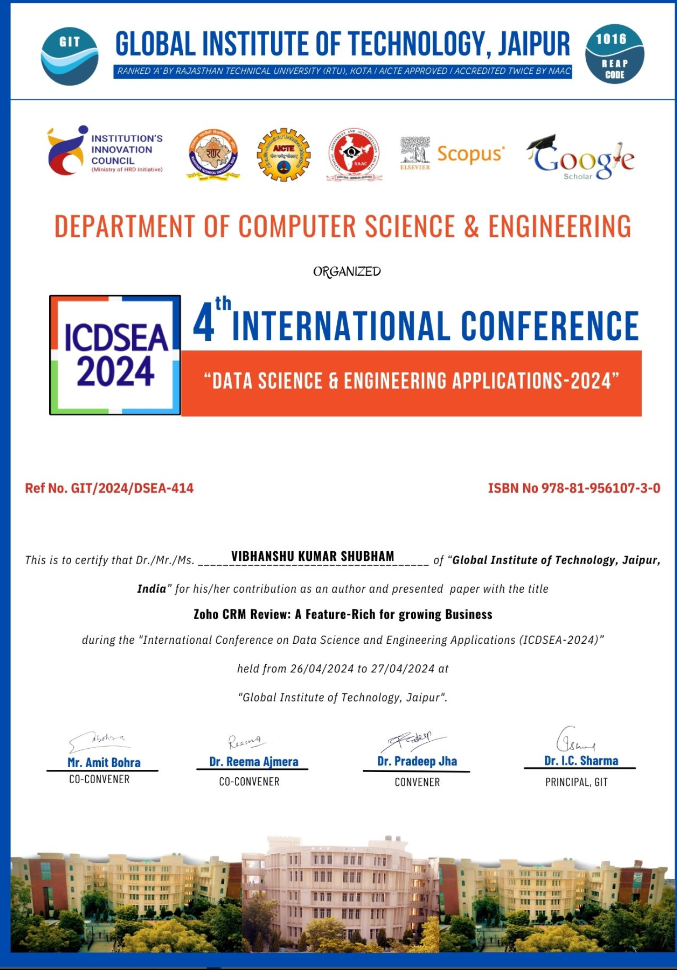 GIT
GLOBAL INSTITUTE OF TECHNOLOGY, JAIPUR
RANKED 'A' BY RAJASTHAN TECHNICAL UNIVERSITY (RTU), KOTA I AICTE APPROVED I ACCREDITED TWICE BY NAAC
1016
REAP
CODE
INSTITUTION'S
INNOVATION
COUNCIL
(Ministry of HRD Initiative)
AICTE
NAAC
ELSEVIER
Scopus
Google
Scholar
DEPARTMENT OF COMPUTER SCIENCE & ENGINEERING
ORGANIZED
ICDSEA
2024
4th INTERNATIONAL CONFERENCE
“DATA SCIENCE & ENGINEERING APPLICATIONS-2024”
Ref No. GIT/2024/DSEA-414
ISBN No 978-81-956107-3-0
This is to certify that Dr./Mr./Ms. VIBHANSHU KUMAR SHUBHAM of “Global Institute of Technology, Jaipur,
India” for his/her contribution as an author and presented paper with the title
Zoho CRM Review: A Feature-Rich for growing Business
during the "International Conference on Data Science and Engineering Applications (ICDSEA-2024)”
held from 26/04/2024 to 27/04/2024 at
"Global Institute of Technology, Jaipur".
Abohra
Reema
Pradeep
Mr. Amit Bohra
CO-CONVENER
Dr. Reema Ajmera
CO-CONVENER
Dr. Pradeep Jha
CONVENER
Dr. I.C. Sharma
PRINCIPAL, GIT